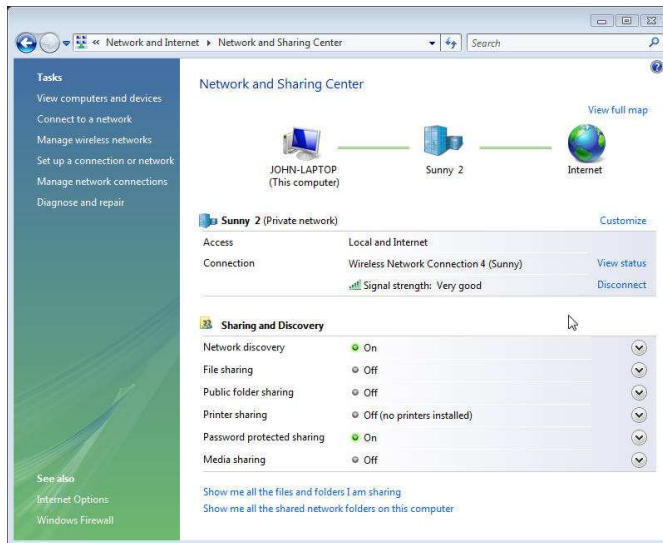 « Network and Internet ▸ Network and Sharing Center
Search
Tasks
View computers and devices
Connect to a network
Manage wireless networks
Set up a connection or network
Manage network connections
Diagnose and repair
See also
Internet Options
Windows Firewall
Network and Sharing Center
View full map
JOHN-LAPTOP
(This computer)
Sunny 2
Internet
Sunny 2 (Private network)
Customize
Access Local and Internet
Connection Wireless Network Connection 4 (Sunny) View status
Signal strength: Very good Disconnect
Sharing and Discovery
Network discovery On
File sharing Off
Public folder sharing Off
Printer sharing Off (no printers installed)
Password protected sharing On
Media sharing Off
Show me all the files and folders I am sharing
Show me all the shared network folders on this computer